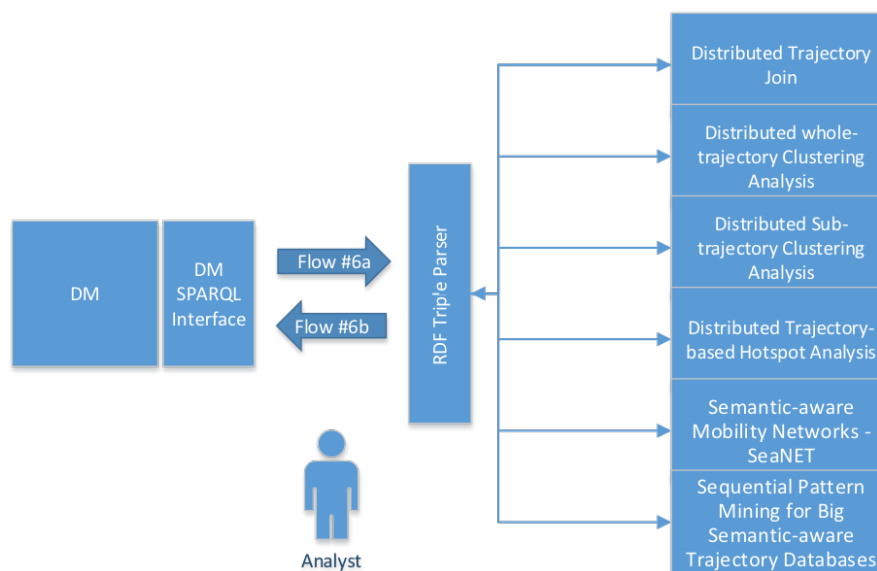 DM
DM
SPARQL
Interface
Flow #6a
Flow #6b
Analyst
RDF Triple Parser
Distributed Trajectory
Join
Distributed whole-
trajectory Clustering
Analysis
Distributed Sub-
trajectory Clustering
Analysis
Distributed Trajectory-
based Hotspot Analysis
Semantic-aware
Mobility Networks -
SeaNET
Sequential Pattern
Mining for Big
Semantic-aware
Trajectory Databases